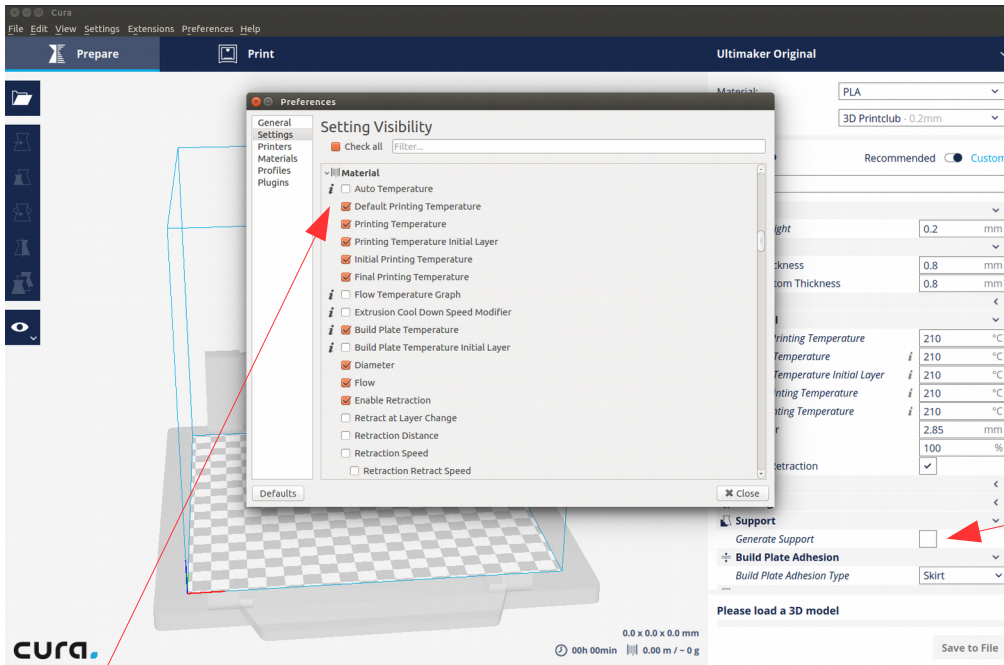 Cura
File Edit View Settings Extensions Preferences Help
Prepare
Print
Ultimaker Original
Material:
PLA
3D Printclub - 0.2mm
Recommended
Custom
Preferences
General
Settings
Printers
Materials
Profiles
Plugins
Setting Visibility
Check all
Filter...
Material
i Auto Temperature
Default Printing Temperature
Printing Temperature
Printing Temperature Initial Layer
Initial Printing Temperature
Final Printing Temperature
i Flow Temperature Graph
i Extrusion Cool Down Speed Modifier
i Build Plate Temperature
i Build Plate Temperature Initial Layer
Diameter
Flow
Enable Retraction
Retract at Layer Change
Retraction Distance
Retraction Speed
Retraction Retract Speed
Defaults
Close
ight 0.2 mm
ckness 0.8 mm
tom Thickness 0.8 mm
Printing Temperature 210 °C
Temperature i 210 °C
Temperature Initial Layer i 210 °C
inting Temperature i 210 °C
nting Temperature i 210 °C
r 2.85 mm
100 %
Retraction
Support
Generate Support
Build Plate Adhesion
Build Plate Adhesion Type Skirt
Please load a 3D model
0.0 x 0.0 x 0.0 mm
00h 00min 0.00 m / ~ 0 g
Save to File
cura.